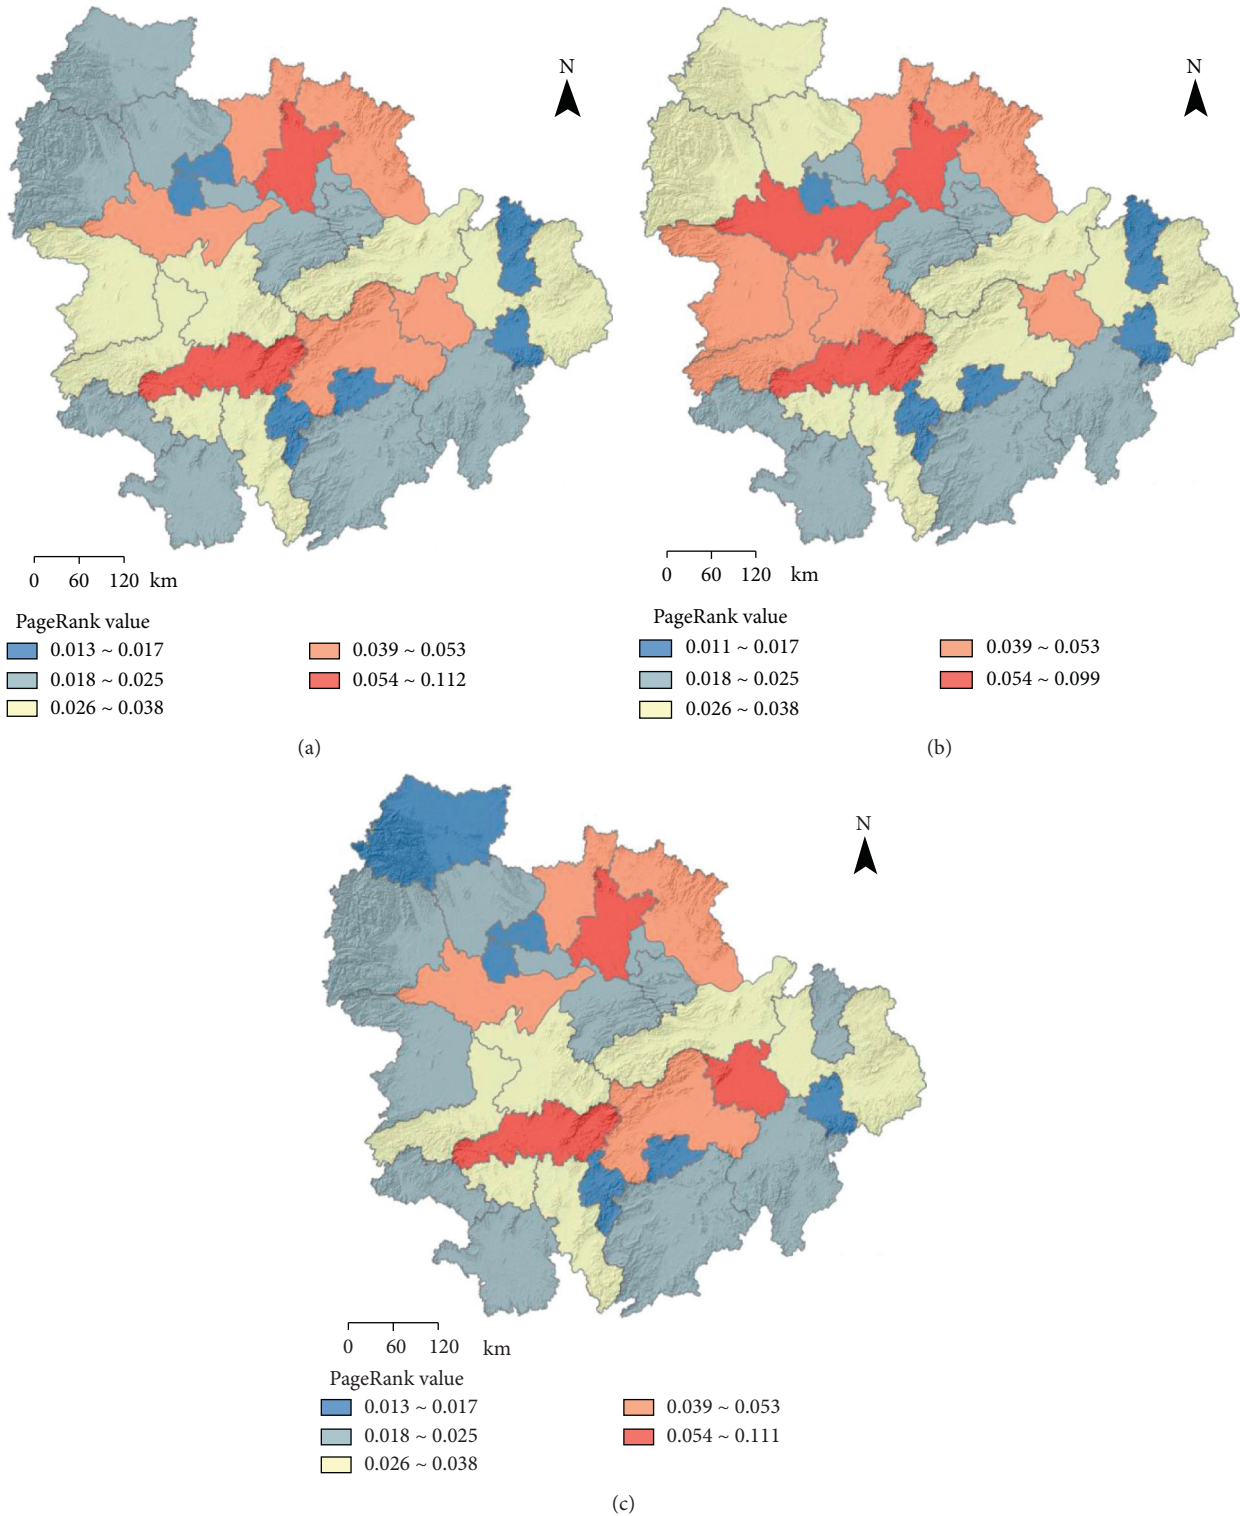 N
0 60 120 km
PageRank value
0.013 ~ 0.017
0.018 ~ 0.025
0.026 ~ 0.038
0.039 ~ 0.053
0.054 ~ 0.112
(a)
N
0 60 120 km
PageRank value
0.011 ~ 0.017
0.018 ~ 0.025
0.026 ~ 0.038
0.039 ~ 0.053
0.054 ~ 0.099
(b)
N
0 60 120 km
PageRank value
0.013 ~ 0.017
0.018 ~ 0.025
0.026 ~ 0.038
0.039 ~ 0.053
0.054 ~ 0.111
(c)